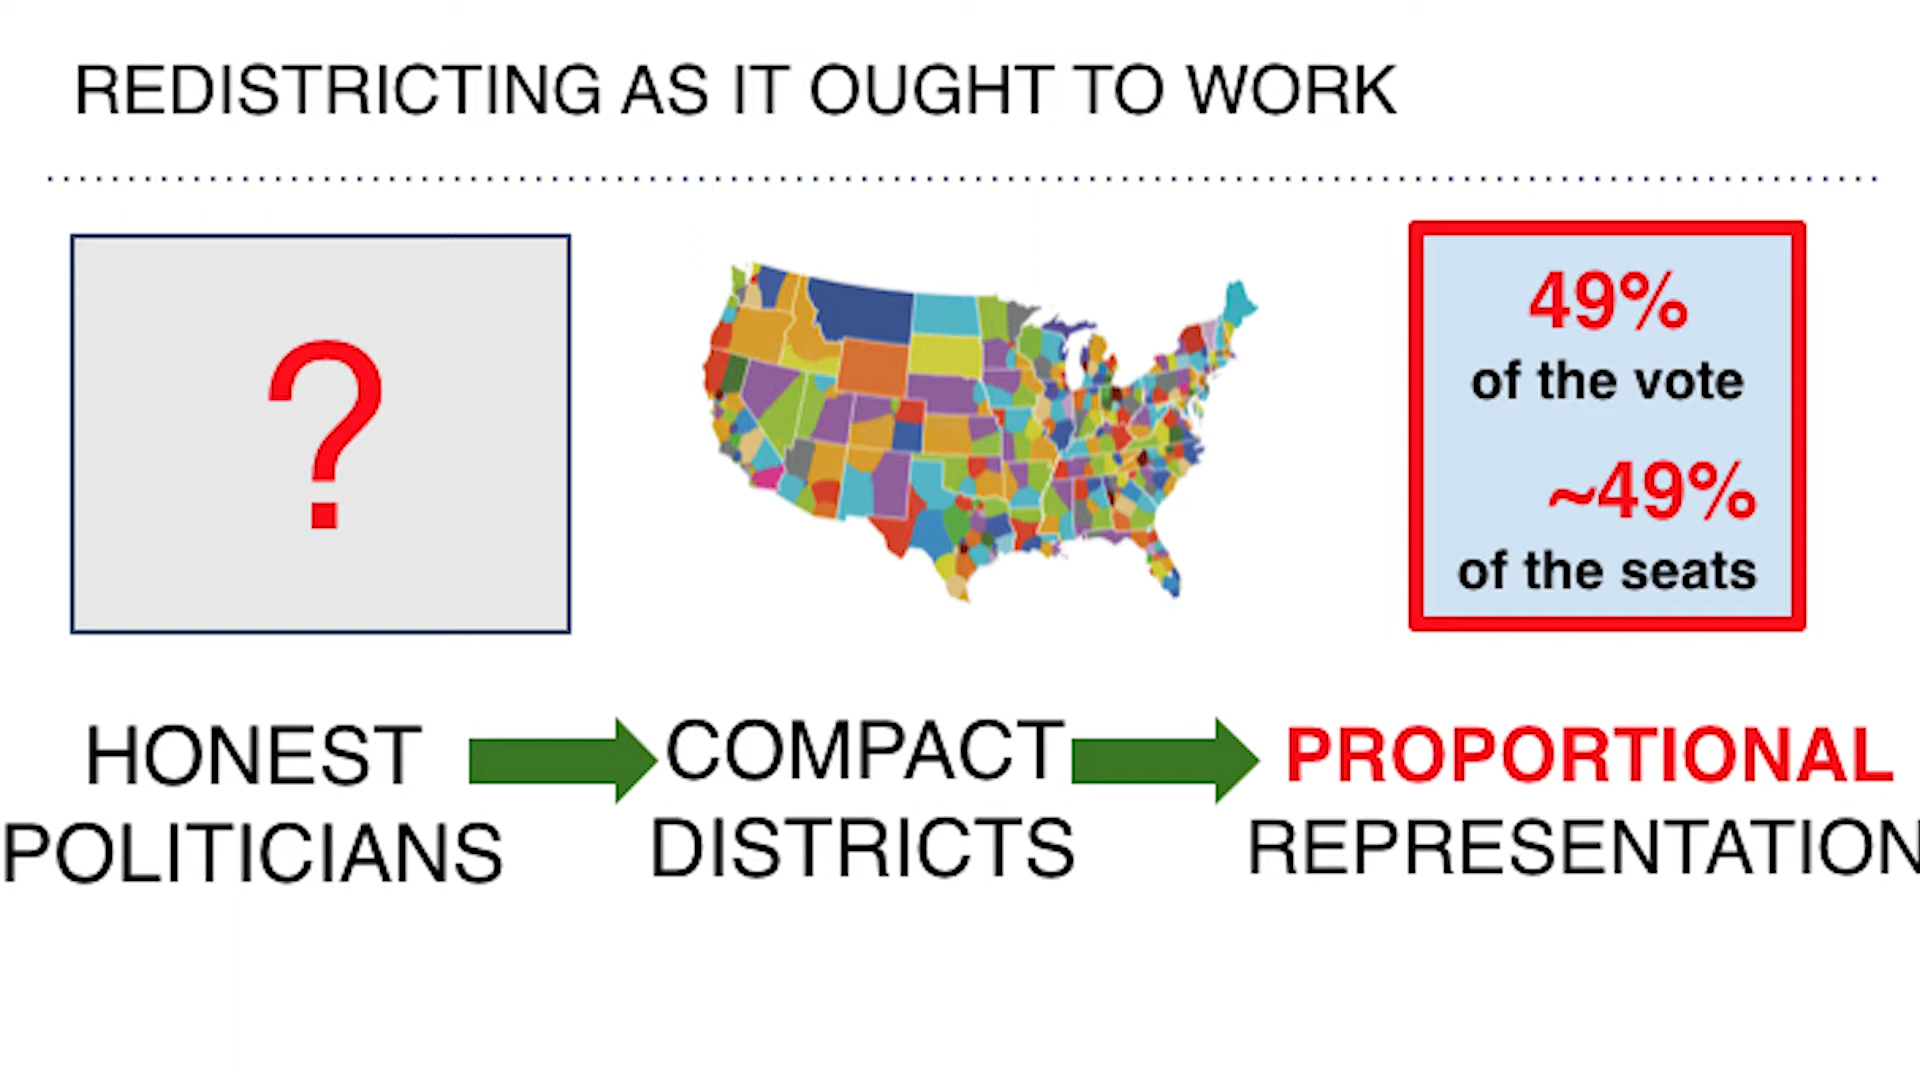 REDISTRICTING AS IT OUGHT TO WORK
?
49%
of the vote
~49%
of the seats
HONEST
POLITICIANS
COMPACT
DISTRICTS
PROPORTIONAL
REPRESENTATION